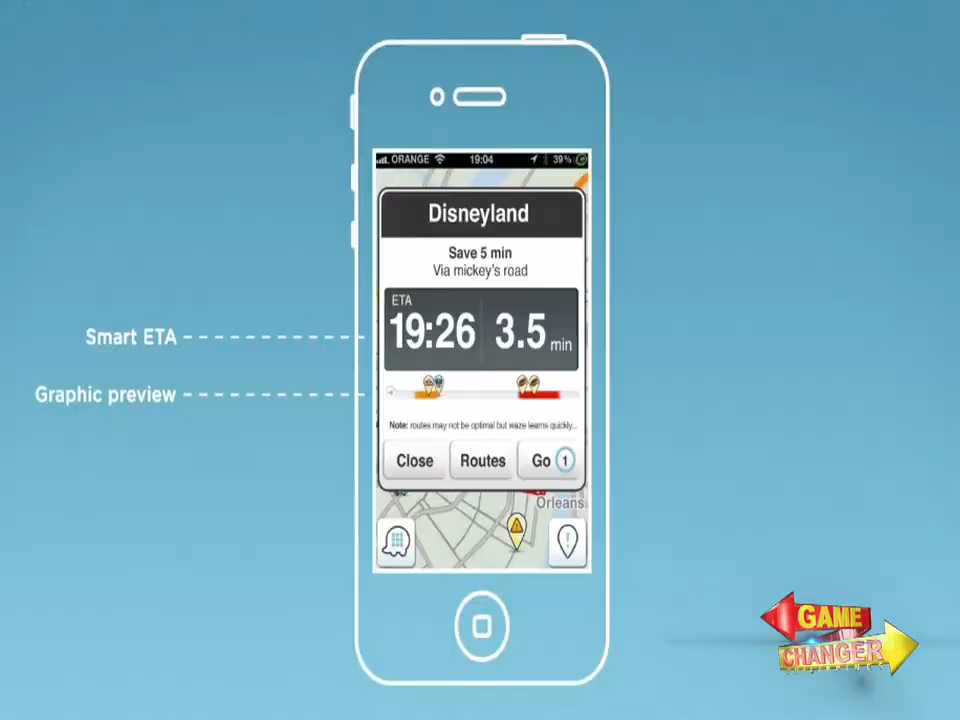 ORANGE 19:04 39%
Disneyland
Save 5 min
Via mickey's road
ETA
19:26 3.5 min
Smart ETA
Graphic preview
Note: routes may not be optimal but waze learns quickly...
Close Routes Go 1
Orleans
GAME
CHANGER
PHILIPPINES